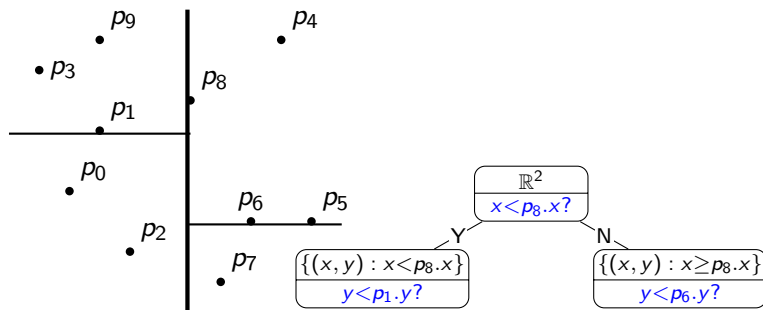 p₉
p₄
p₃
p₈
p₁
p₀
p₆
p₅
p₂
p₇
ℝ²
x<p₈.x?
Y
N
{(x, y) : x<p₈.x}
{(x, y) : x≥p₈.x}
y<p₁.y?
y<p₆.y?